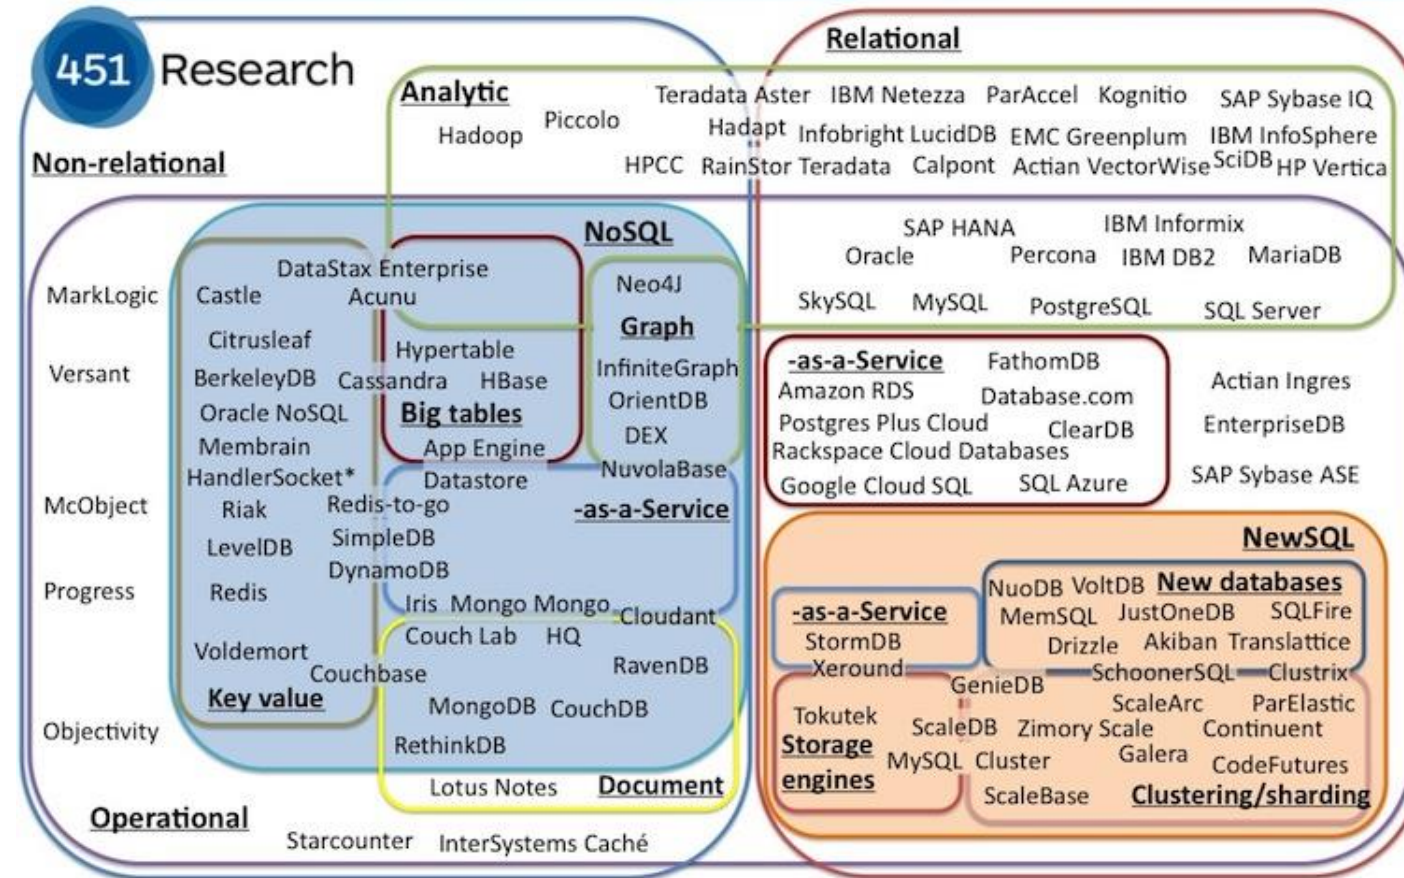 451 Research
Relational
Analytic
Teradata Aster IBM Netezza ParAccel Kognitio SAP Sybase IQ
Hadoop Piccolo Hadapt Infobright LucidDB EMC Greenplum IBM InfoSphere
HPCC RainStor Teradata Calpont Actian VectorWise SciDB HP Vertica
Non-relational
NoSQL
SAP HANA IBM Informix
Oracle Percona IBM DB2 MariaDB
SkySQL MySQL PostgreSQL SQL Server
MarkLogic
Versant
McObject
Progress
Objectivity
DataStax Enterprise
Castle Acunu
Citrusleaf
BerkeleyDB Cassandra
Oracle NoSQL
Membrain
HandlerSocket*
Riak Redis-to-go
LevelDB SimpleDB
DynamoDB
Redis
Voldemort
Couchbase
Key value
Hypertable
HBase
Big tables
App Engine
Datastore
Neo4J
Graph
InfiniteGraph
OrientDB
DEX
NuvolaBase
-as-a-Service
Iris Mongo Mongo Cloudant
Couch Lab HQ
RavenDB
MongoDB CouchDB
RethinkDB
Lotus Notes Document
Operational
Starcounter InterSystems Caché
-as-a-Service FathomDB
Amazon RDS Database.com
Postgres Plus Cloud ClearDB
Rackspace Cloud Databases
Google Cloud SQL SQL Azure
Actian Ingres
EnterpriseDB
SAP Sybase ASE
NewSQL
-as-a-Service
StormDB
Xeround
NuoDB VoltDB New databases
MemSQL JustOneDB SQLFire
Drizzle Akiban Translattice
SchoonerSQL Clustrix
GenieDB ScaleArc ParElastic
Tokutek ScaleDB Zimory Scale Continuent
Storage
engines
MySQL Cluster Galera CodeFutures
ScaleBase Clustering/sharding